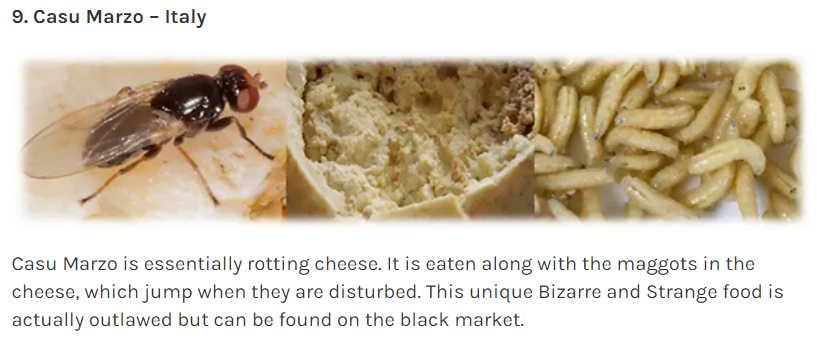 9. Casu Marzo – Italy
Casu Marzo is essentially rotting cheese. It is eaten along with the maggots in the
cheese, which jump when they are disturbed. This unique Bizarre and Strange food is
actually outlawed but can be found on the black market.